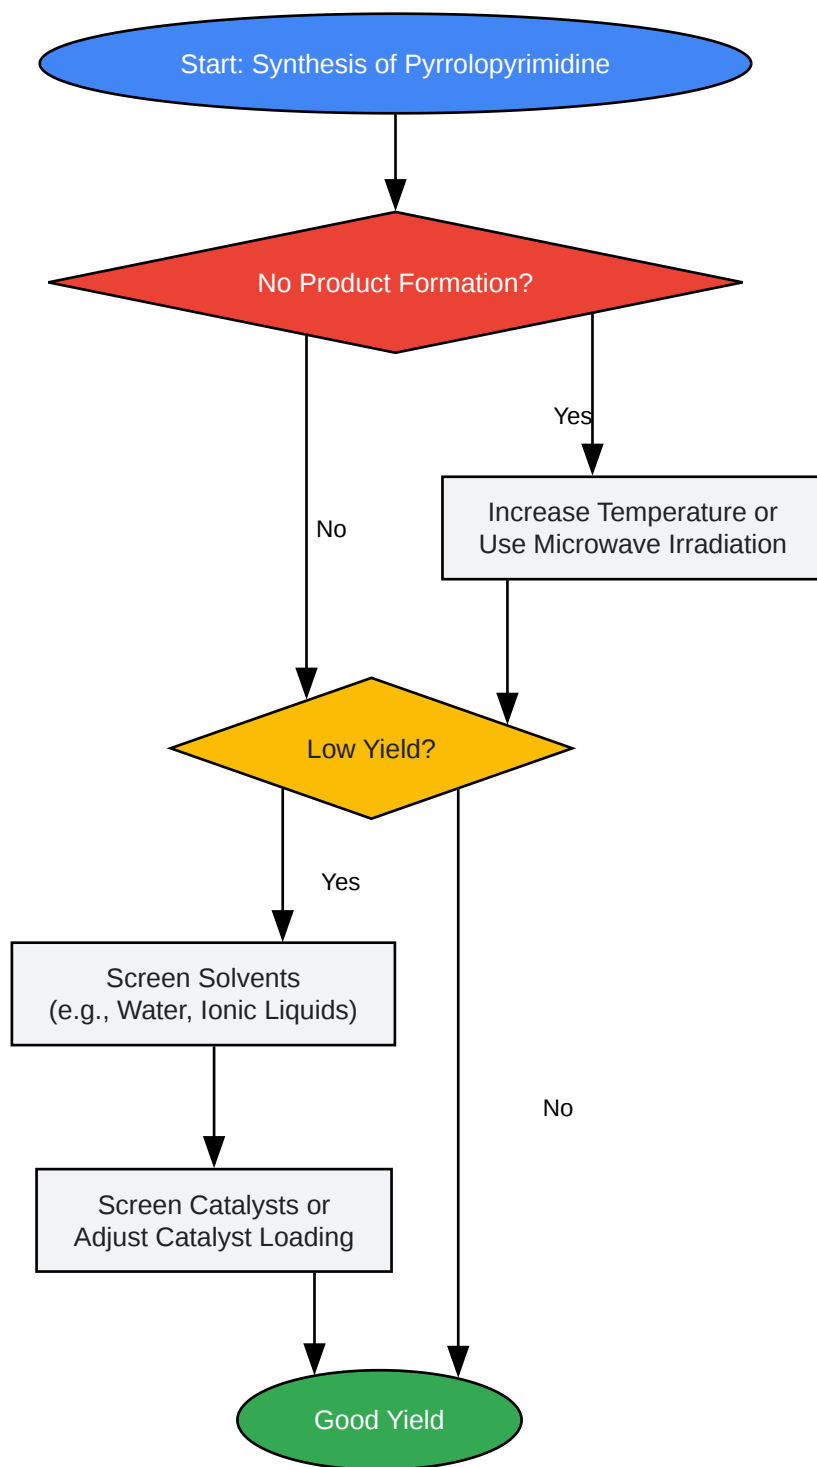 Start: Synthesis of Pyrrolopyrimidine
No Product Formation?
Yes
Increase Temperature or
Use Microwave Irradiation
No
Low Yield?
Yes
Screen Solvents
(e.g., Water, Ionic Liquids)
No
Screen Catalysts or
Adjust Catalyst Loading
Good Yield